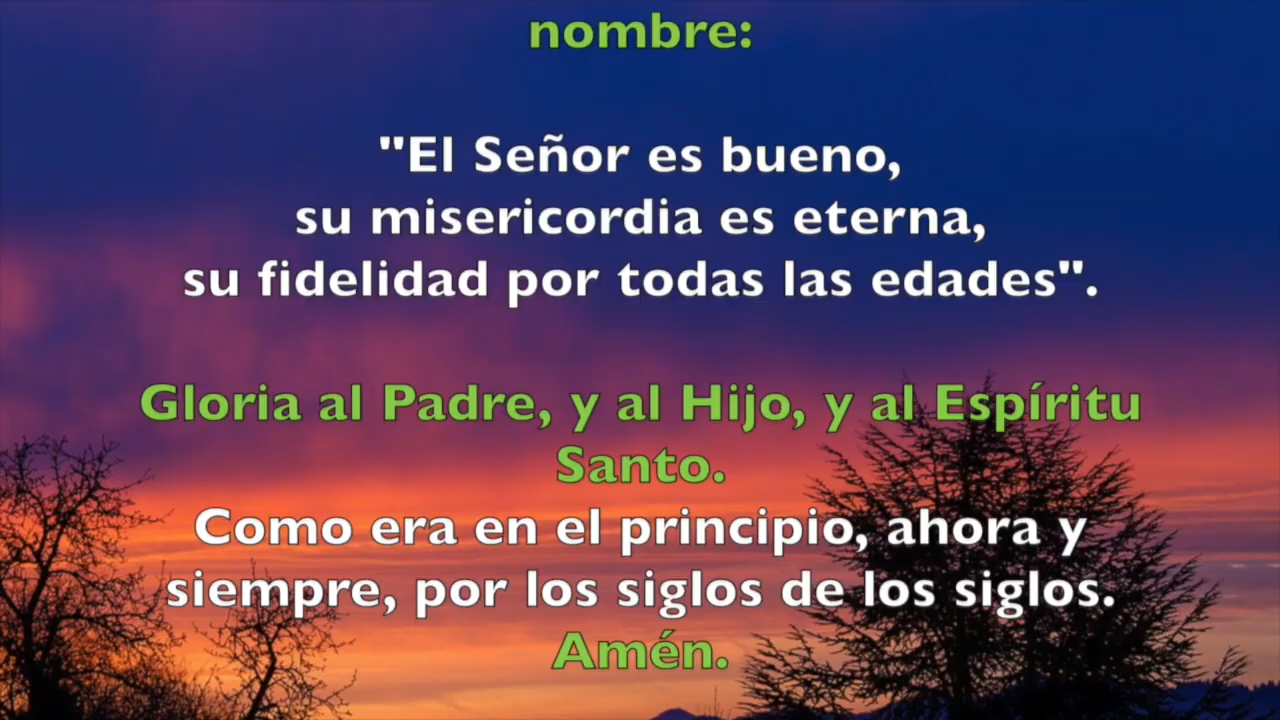 nombre:
"El Señor es bueno,
su misericordia es eterna,
su fidelidad por todas las edades".
Gloria al Padre, y al Hijo, y al Espíritu
Santo.
Como era en el principio, ahora y
siempre, por los siglos de los siglos.
Amén.